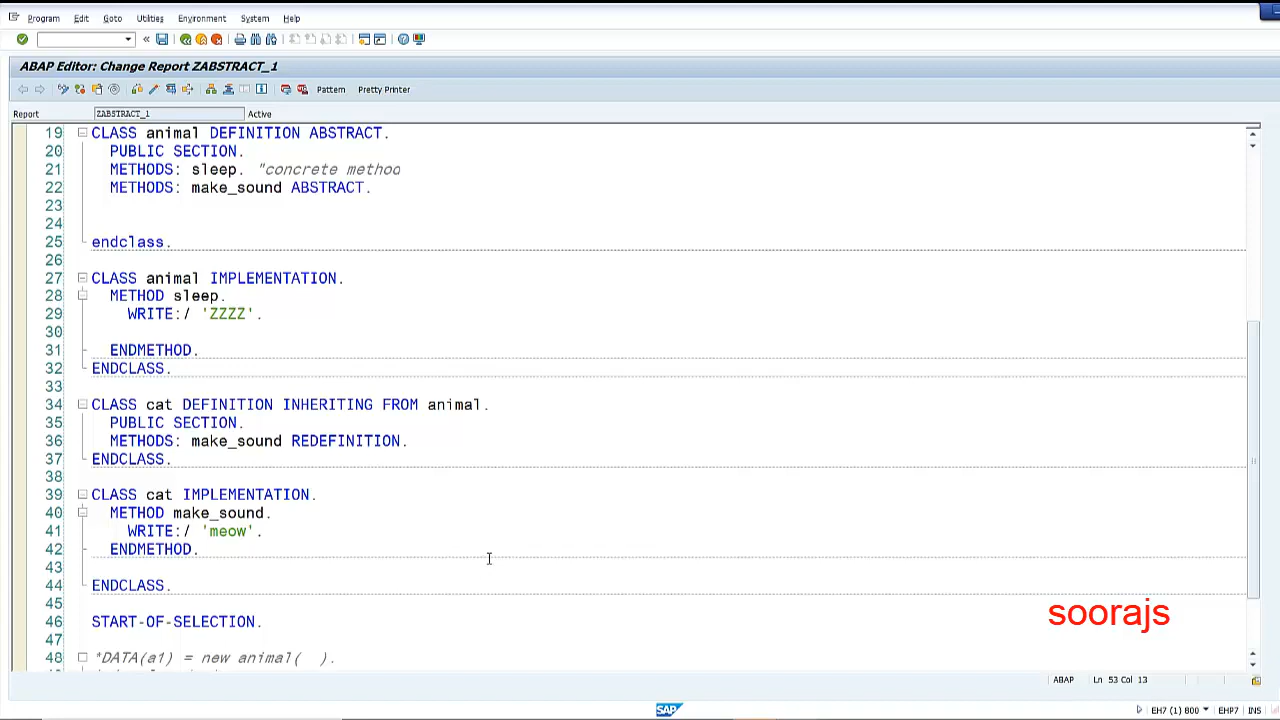 Program Edit Goto Utilities Environment System Help
ABAP Editor: Change Report ZABSTRACT_1
Pattern Pretty Printer
Report ZABSTRACT_1 Active
19 CLASS animal DEFINITION ABSTRACT.
20 PUBLIC SECTION.
21 METHODS: sleep. "concrete method
22 METHODS: make_sound ABSTRACT.
23
24
25 endclass.
26
27 CLASS animal IMPLEMENTATION.
28 METHOD sleep.
29 WRITE:/ 'ZZZZ'.
30
31 ENDMETHOD.
32 ENDCLASS.
33
34 CLASS cat DEFINITION INHERITING FROM animal.
35 PUBLIC SECTION.
36 METHODS: make_sound REDEFINITION.
37 ENDCLASS.
38
39 CLASS cat IMPLEMENTATION.
40 METHOD make_sound.
41 WRITE:/ 'meow'.
42 ENDMETHOD.
43
44 ENDCLASS.
45
46 START-OF-SELECTION.
47
48 *DATA(a1) = new animal( ).
soorajs
ABAP Ln 53 Col 13
SAP EH7 (1) 800 EHP7 INS